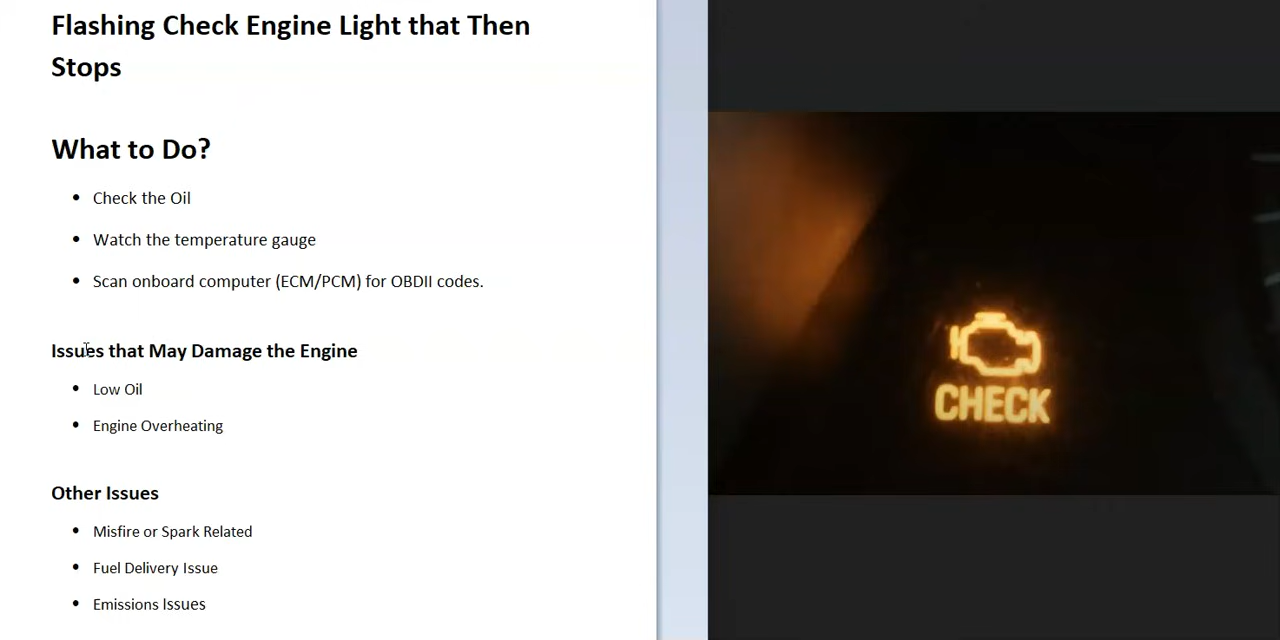 Flashing Check Engine Light that Then
Stops
What to Do?
• Check the Oil
• Watch the temperature gauge
• Scan onboard computer (ECM/PCM) for OBDII codes.
Issues that May Damage the Engine
• Low Oil
• Engine Overheating
Other Issues
• Misfire or Spark Related
• Fuel Delivery Issue
• Emissions Issues
CHECK